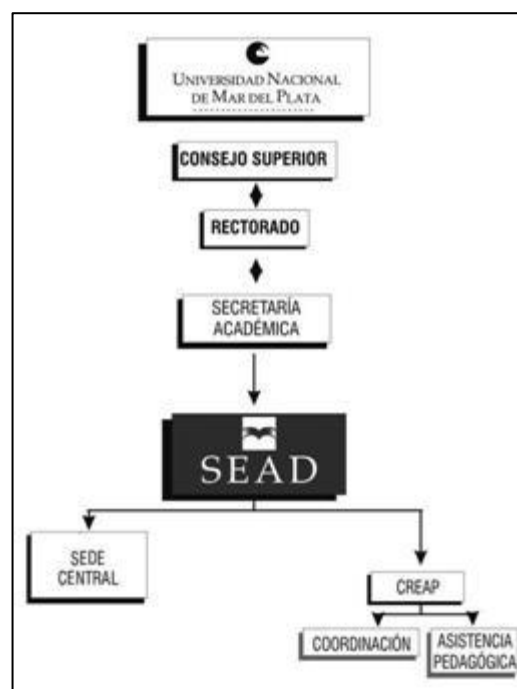 UNIVERSIDAD NACIONAL
DE MAR DEL PLATA
CONSEJO SUPERIOR
RECTORADO
SECRETARÍA
ACADÉMICA
SEAD
SEDE
CENTRAL
CREAP
COORDINACIÓN
ASISTENCIA
PEDAGÓGICA